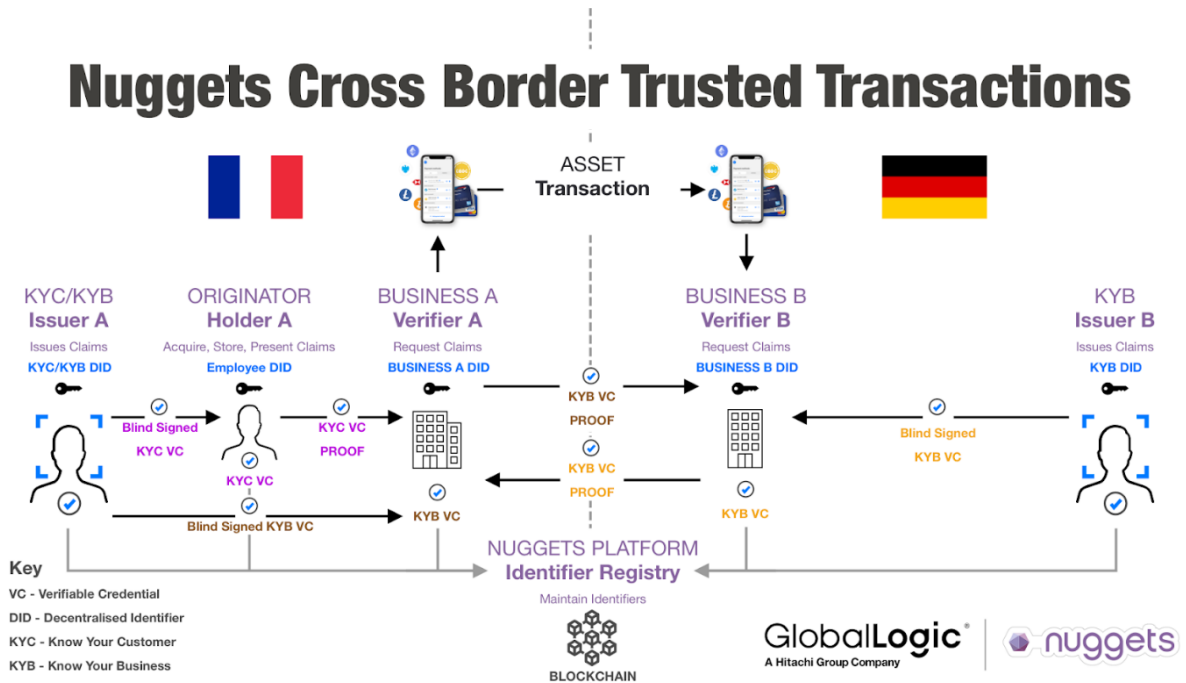 Nuggets Cross Border Trusted Transactions
ASSET
Transaction
KYC/KYB
Issuer A
Issues Claims
KYC/KYB DID
ORIGINATOR
Holder A
Acquire, Store, Present Claims
Employee DID
BUSINESS A
Verifier A
Request Claims
BUSINESS A DID
BUSINESS B
Verifier B
Request Claims
BUSINESS B DID
KYB
Issuer B
Issues Claims
KYB DID
Blind Signed
KYC VC
KYC VC
PROOF
KYB VC
PROOF
Blind Signed
KYB VC
KYC VC
KYB VC
PROOF
Blind Signed KYB VC
KYB VC
KYB VC
NUGGETS PLATFORM
Identifier Registry
Maintain Identifiers
BLOCKCHAIN
Key
VC - Verifiable Credential
DID - Decentralised Identifier
KYC - Know Your Customer
KYB - Know Your Business
GlobalLogic®
A Hitachi Group Company
nuggets